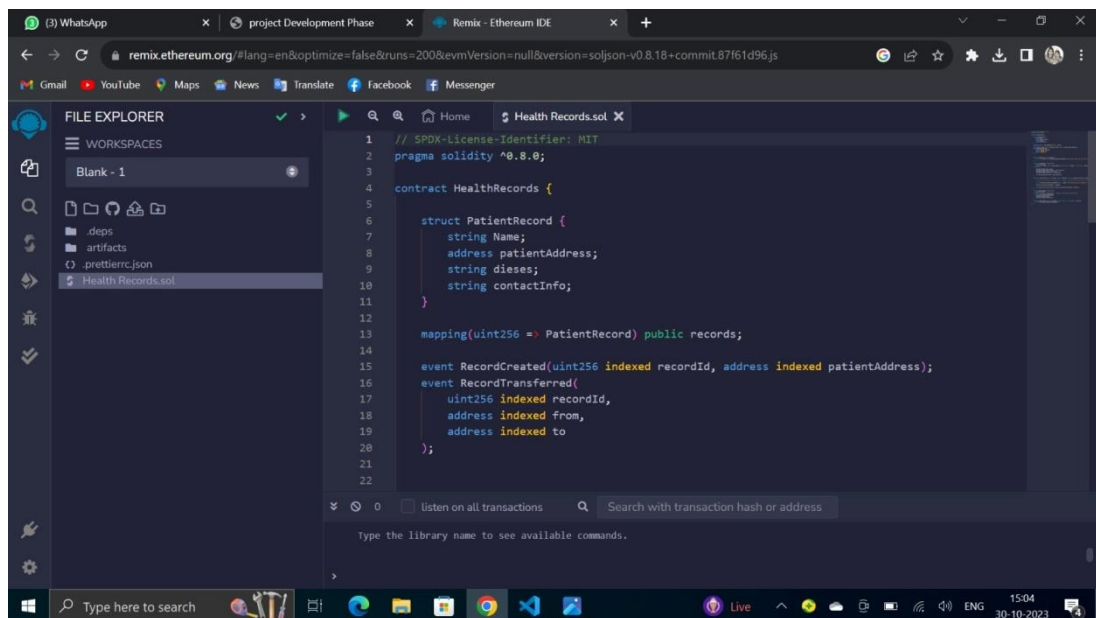 (3) WhatsApp
project Development Phase
Remix - Ethereum IDE
remix.ethereum.org/#lang=en&optimize=false&runs=200&evmVersion=null&version=soljson-v0.8.18+commit.87f61d96.js
Gmail YouTube Maps News Translate Facebook Messenger
FILE EXPLORER
WORKSPACES
Blank - 1
.deps
artifacts
.prettierrc.json
Health Records.sol
Home
Health Records.sol
1 // SPDX-License-Identifier: MIT
2 pragma solidity ^0.8.0;
3
4 contract HealthRecords {
5
6 struct PatientRecord {
7 string Name;
8 address patientAddress;
9 string dieses;
10 string contactInfo;
11 }
12
13 mapping(uint256 => PatientRecord) public records;
14
15 event RecordCreated(uint256 indexed recordId, address indexed patientAddress);
16 event RecordTransferred(
17 uint256 indexed recordId,
18 address indexed from,
19 address indexed to
20 );
21
22
0 listen on all transactions Search with transaction hash or address
Type the library name to see available commands.
>
Type here to search
Live
ENG
15:04
30-10-2023
4